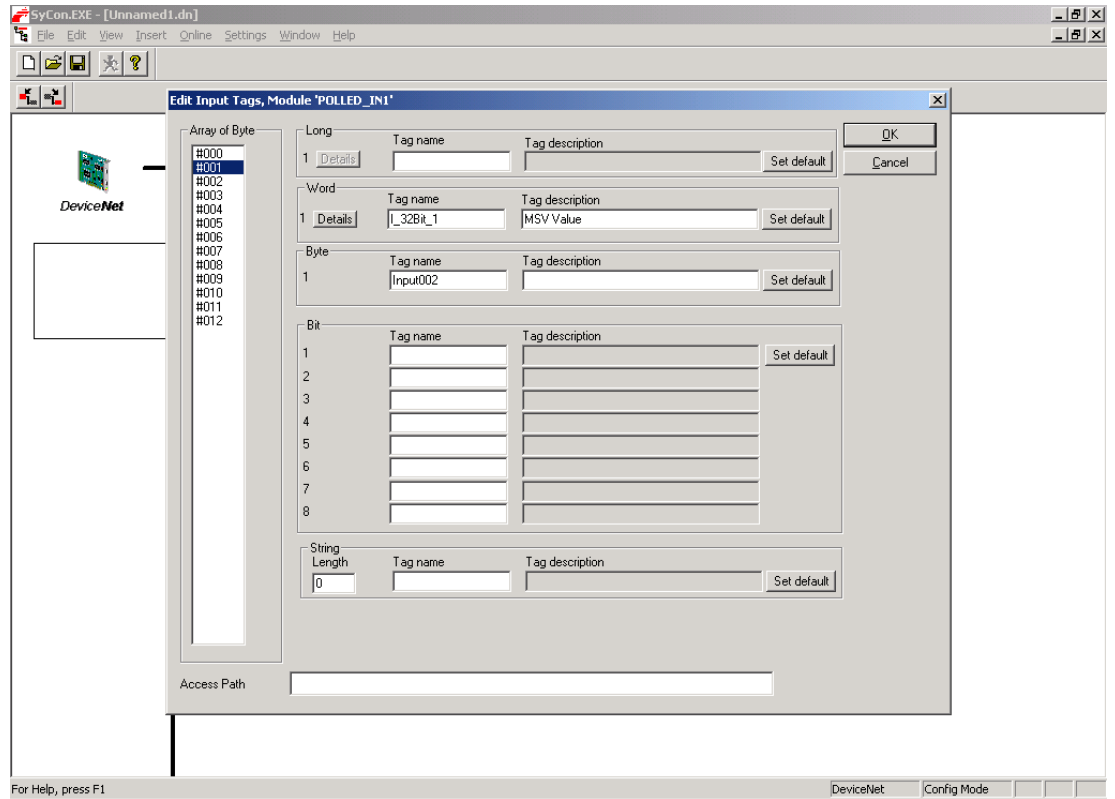 SyCon.EXE - [Unnamed1.dn]
File Edit View Insert Online Settings Window Help
Edit Input Tags, Module 'POLLED_IN1'
DeviceNet
Array of Byte
#000
#001
#002
#003
#004
#005
#006
#007
#008
#009
#010
#011
#012
Long
Tag name Tag description
1 Details Set default
Word
Tag name Tag description
1 Details I_32Bit_1 MSV Value Set default
Byte
Tag name Tag description
1 Input002 Set default
Bit
Tag name Tag description
1 Set default
2
3
4
5
6
7
8
String
Length Tag name Tag description
0 Set default
OK
Cancel
Access Path
For Help, press F1 DeviceNet Config Mode